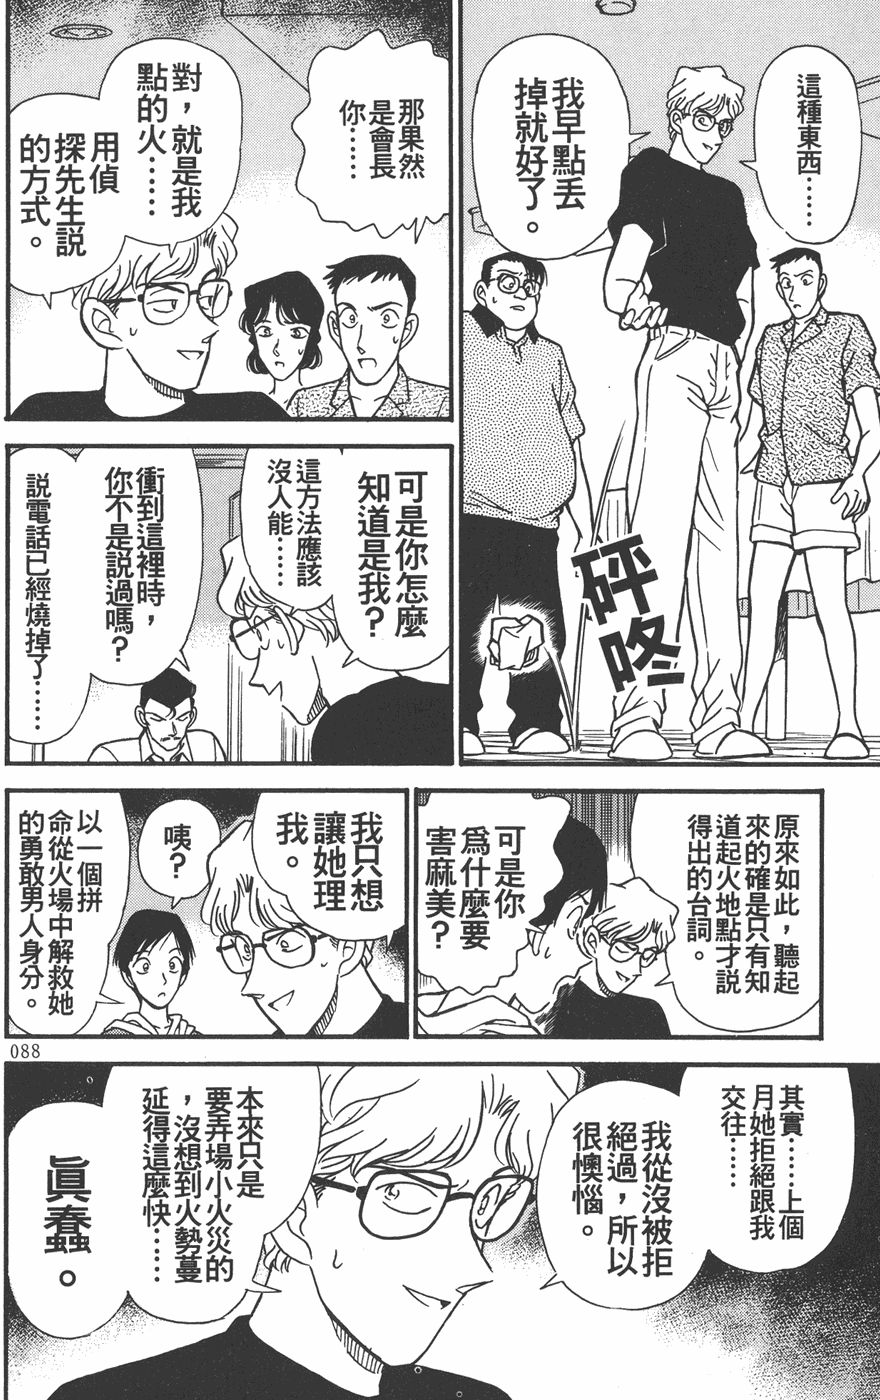 這種東西……
我早點丟
掉就好了。
砰咚
那果然
是會長
你……
對，就是我
點的火……
用偵
探先生説
的方式。
可是你怎麼
知道是我？
這方法應該
沒人能……
衝到這裡時，
你不是説過嗎？
説電話已經燒掉了……
原來如此，聽起
來的確是只有知
道起火地點才説
得出的台詞。
可是你
爲什麼要
害麻美？
我只想
讓她理
我。
咦？
以一個拼
命從火場中解救她
的勇敢男人身分。
088
其實……上個
月她拒絕跟我
交往……
我從沒被拒
絕過，所以
很懊惱。
本來只是
要弄場小火災的
，沒想到火勢蔓
延得這麼快……
眞蠢。